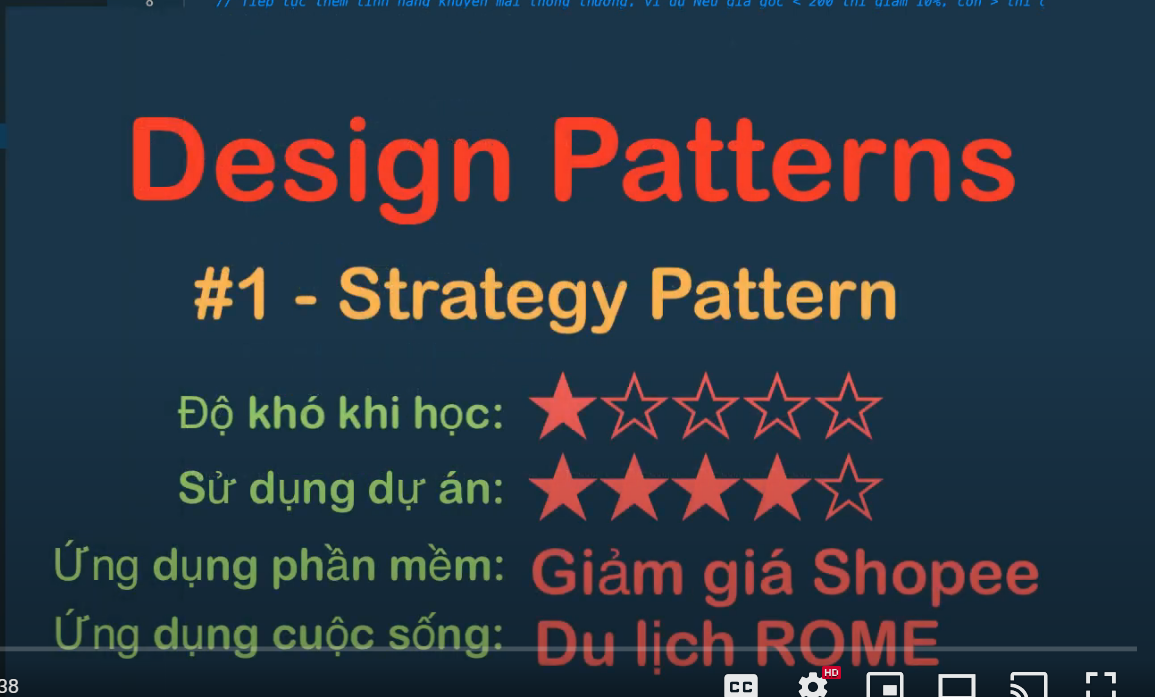 8 // Tiếp tục thêm tính năng khuyến mãi thông thường, ví dụ Nếu giá gốc < 200 thì giảm 10%, còn > thì
Design Patterns
#1 - Strategy Pattern
Độ khó khi học:
Sử dụng dự án:
Ứng dụng phần mềm: Giảm giá Shopee
Ứng dụng cuộc sống: Du lịch ROME
38
CC HD